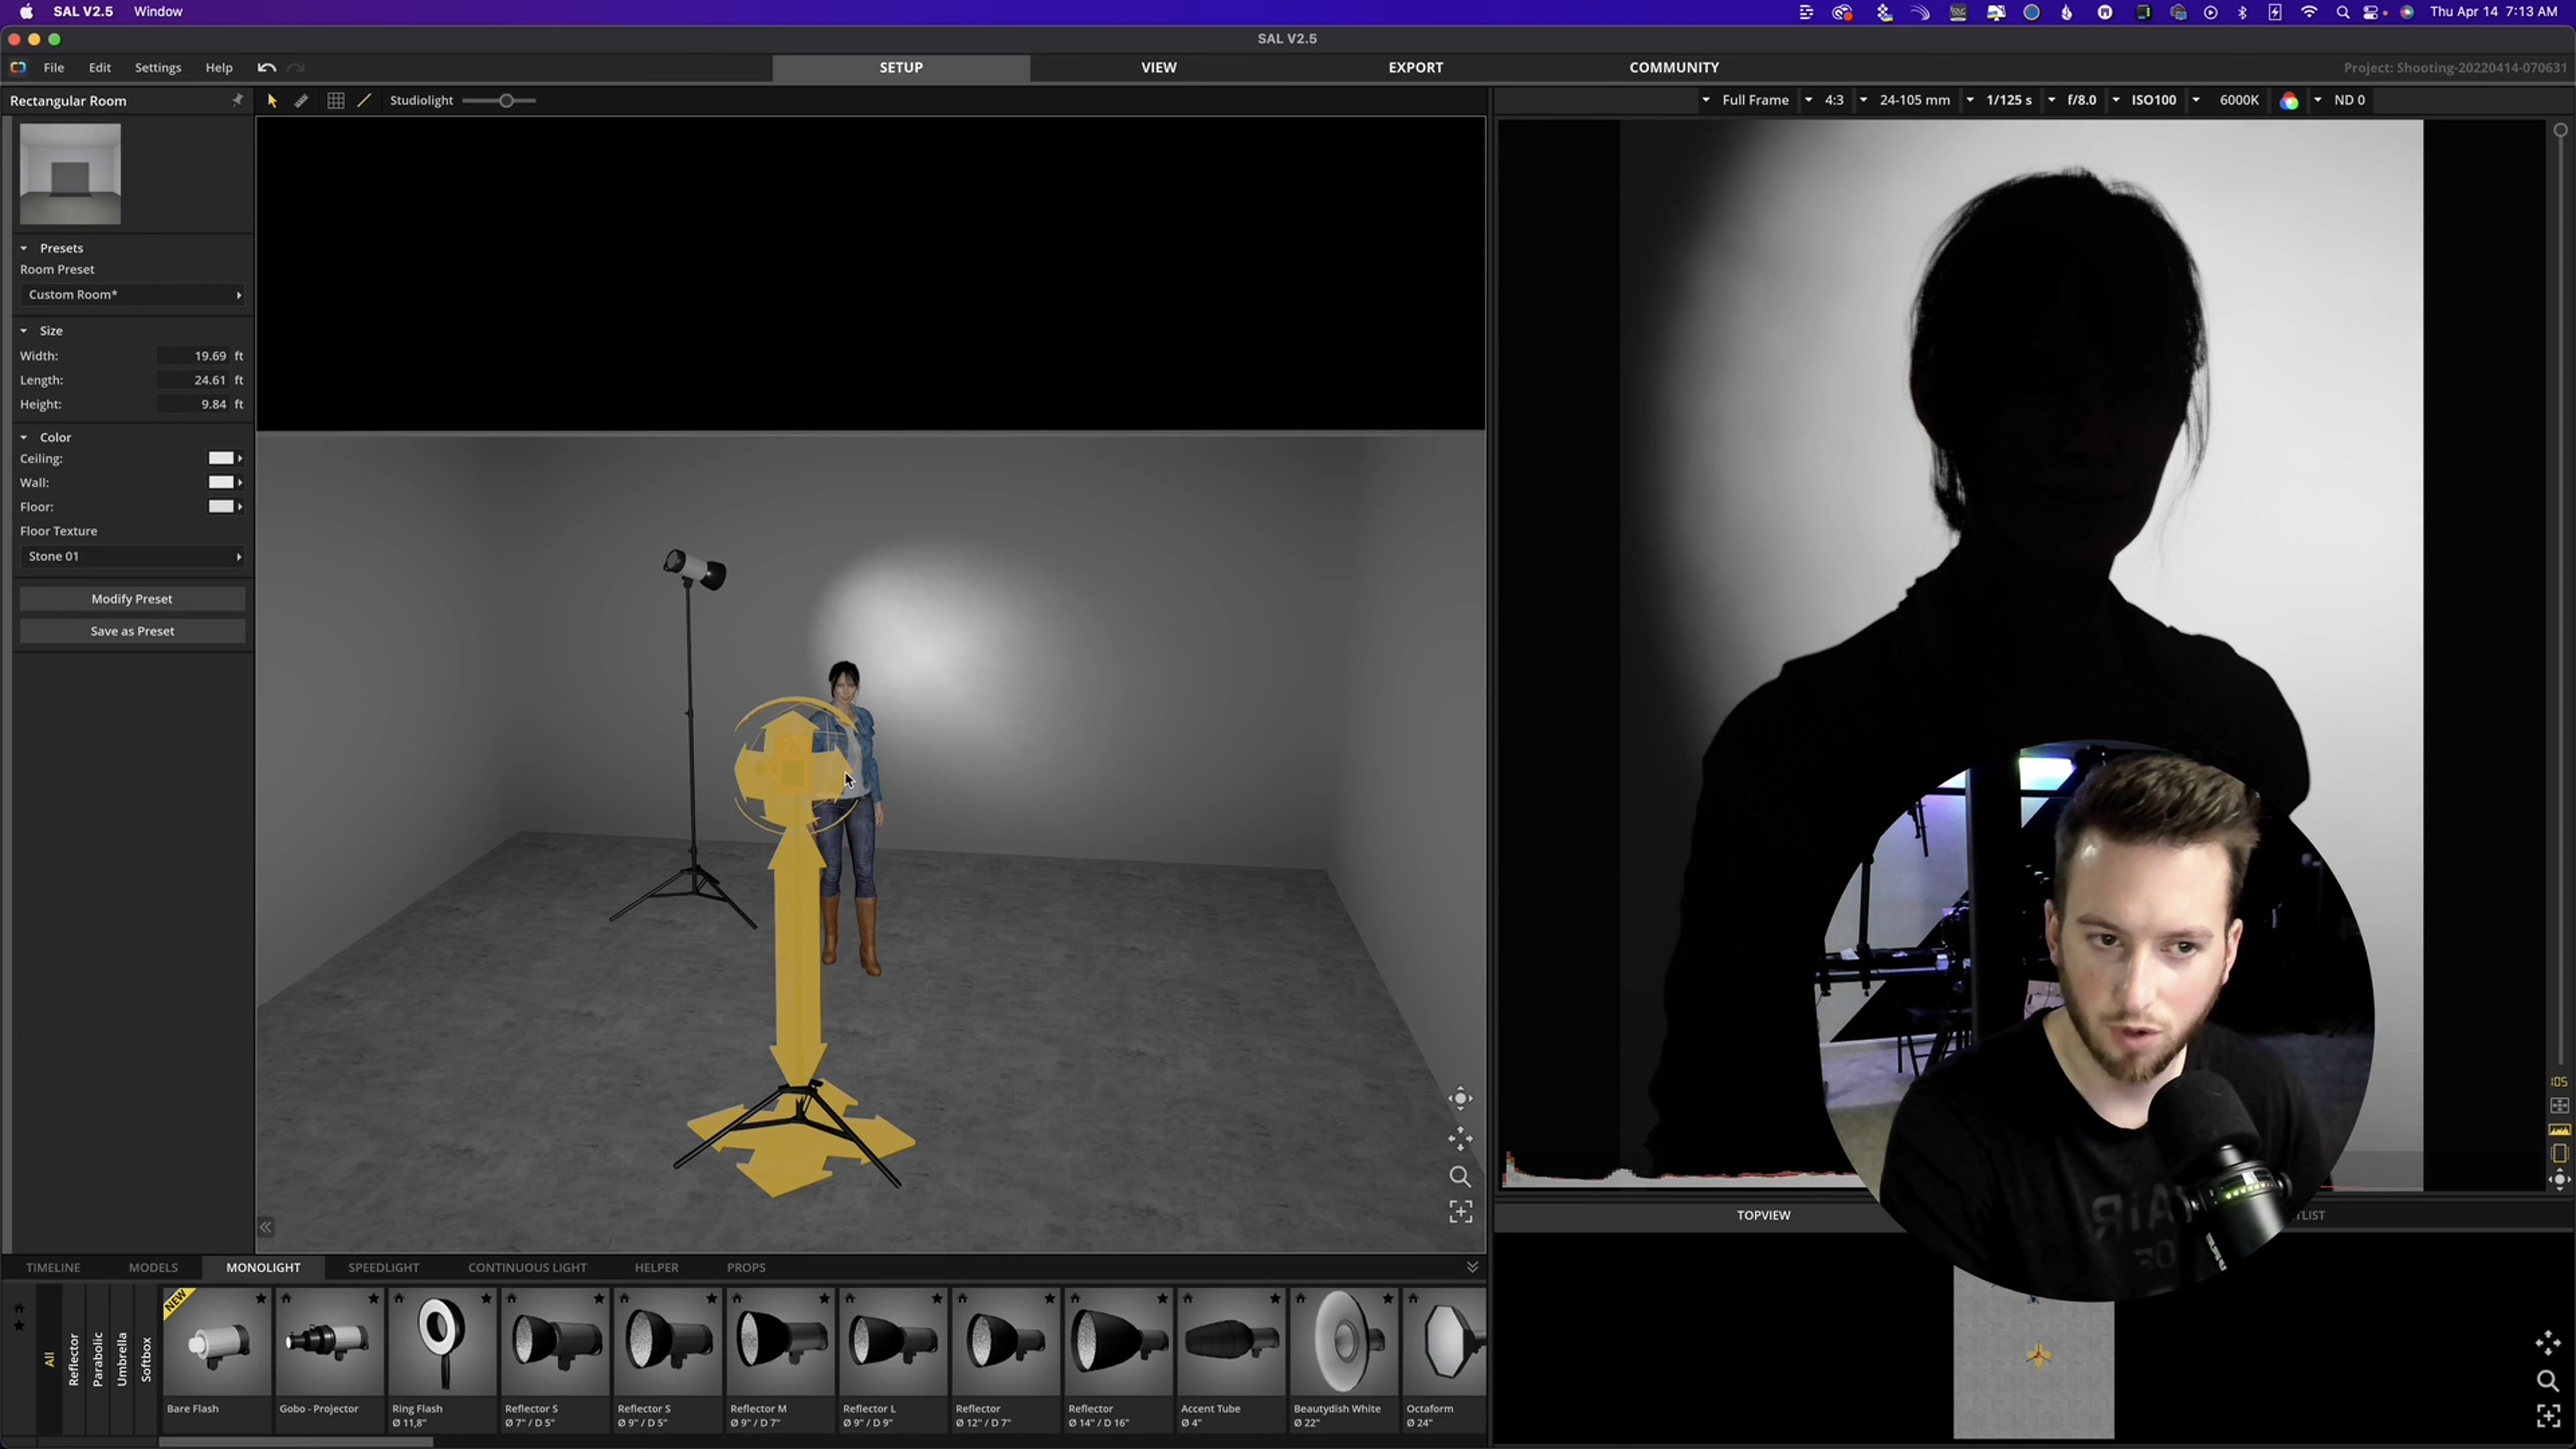 SAL V2.5 Window Thu Apr 14 7:13 AM
SAL V2.5
File Edit Settings Help SETUP VIEW EXPORT COMMUNITY Project: Shooting-20220414-070631
Rectangular Room Studiolight Full Frame 4:3 24-105 mm 1/125 s f/8.0 ISO100 6000K ND 0
Presets
Room Preset
Custom Room*
Size
Width: 19.69 ft
Length: 24.61 ft
Height: 9.84 ft
Color
Ceiling:
Wall:
Floor:
Floor Texture
Stone 01
Modify Preset
Save as Preset
105
TOPVIEW
TIMELINE MODELS MONOLIGHT SPEEDLIGHT CONTINUOUS LIGHT HELPER PROPS
All
Reflector
Parabolic
Umbrella
Softbox
NEW
Bare Flash
Gobo - Projector
Ring Flash
Ø 11,8"
Reflector S
Ø 7" / D 5"
Reflector S
Ø 9" / D 5"
Reflector M
Ø 9" / D 7"
Reflector L
Ø 9" / D 9"
Reflector
Ø 12" / D 7"
Reflector
Ø 14" / D 16"
Accent Tube
Ø 4"
Beautydish White
Ø 22"
Octaform
Ø 24"